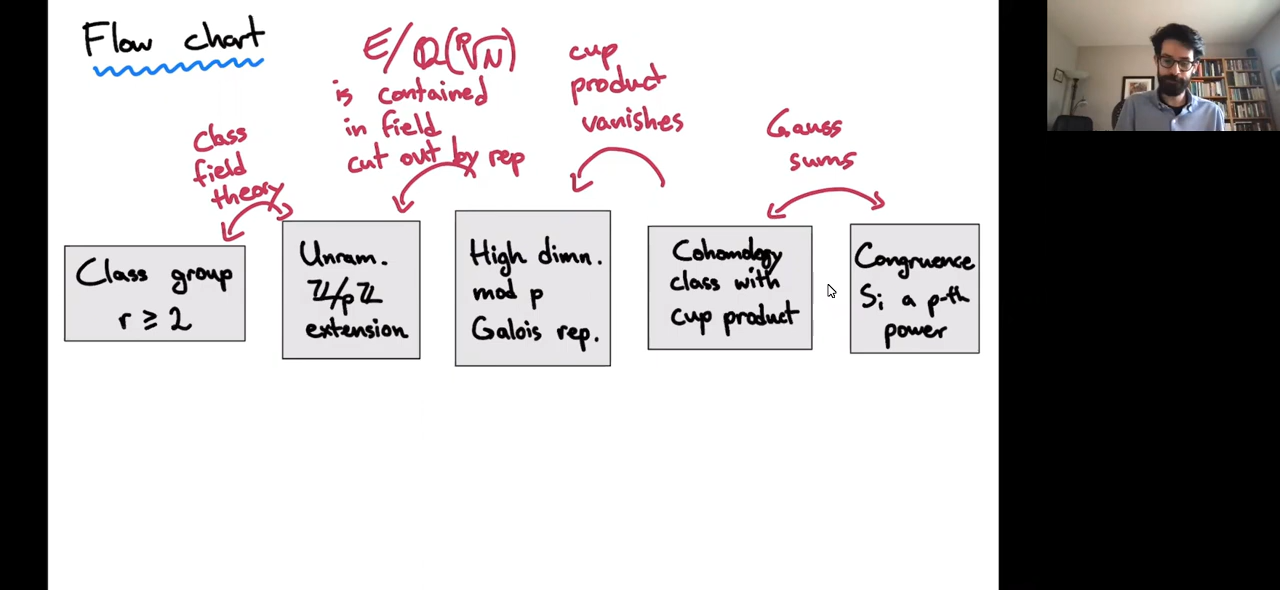 Flow chart
E/Q(ᵖ√N)
is contained
in field
cut out by rep
cup
product
vanishes
Gauss
sums
Class
field
theory
Class group
r ≥ 2
Unram.
ℤ/pℤ
extension
High dimn.
mod p
Galois rep.
Cohomology
class with
cup product
Congruence
Sᵢ a p-th
power